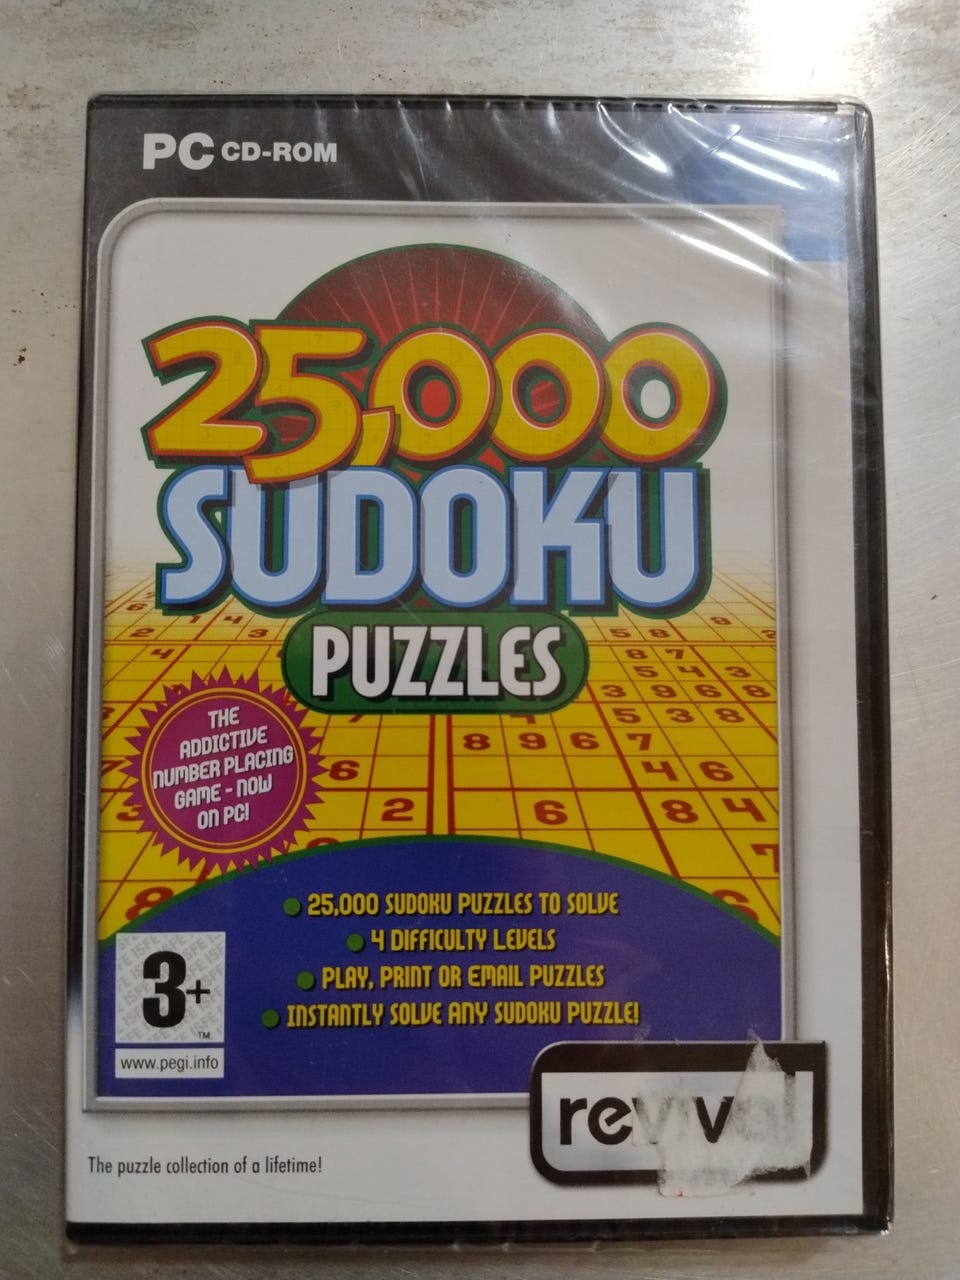 PC CD-ROM
25,000
SUDOKU
PUZZLES
THE
ADDICTIVE
NUMBER PLACING
GAME - NOW
ON PC!
25,000 SUDOKU PUZZLES TO SOLVE
4 DIFFICULTY LEVELS
PLAY, PRINT OR EMAIL PUZZLES
INSTANTLY SOLVE ANY SUDOKU PUZZLE!
3+
TM
www.pegi.info
revival
The puzzle collection of a lifetime!